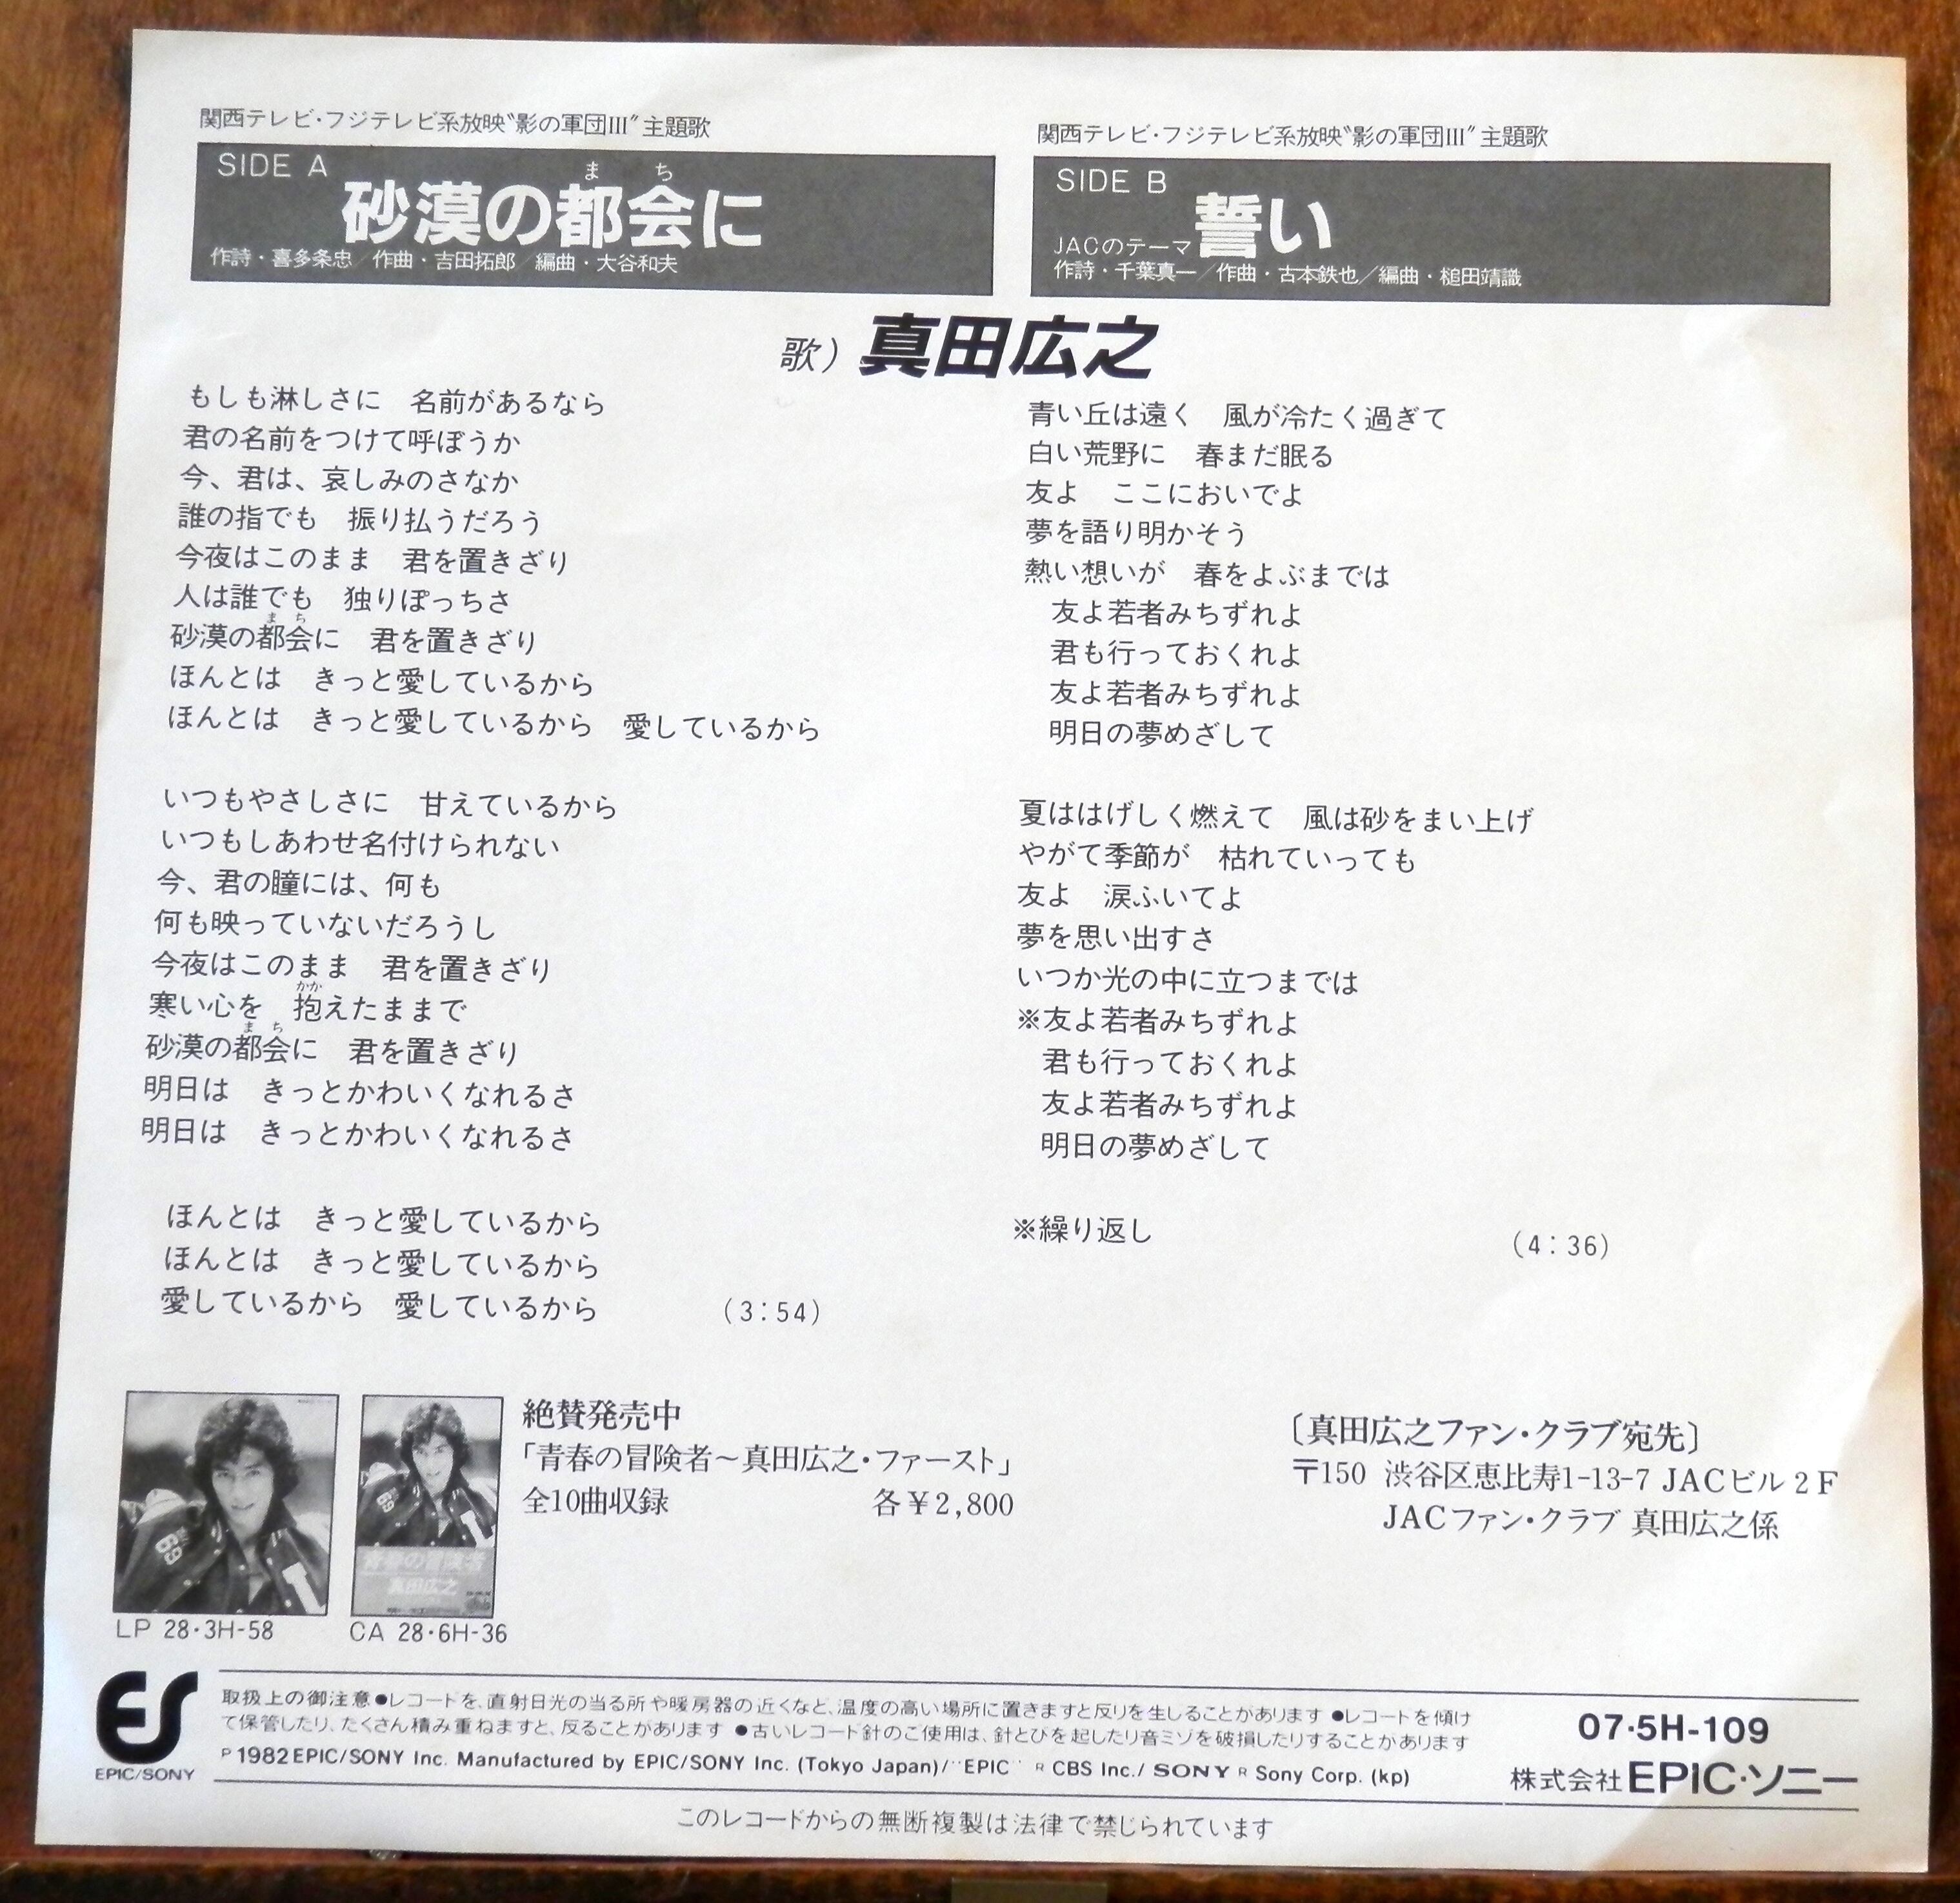 関西テレビ・フジテレビ系放映〝影の軍団III〟主題歌
SIDE A
まち
砂漠の都会に
作詩・喜多条忠／作曲・吉田拓郎／編曲・大谷和夫
関西テレビ・フジテレビ系放映〝影の軍団III〟主題歌
SIDE B
JACのテーマ 誓い
作詩・千葉真一／作曲・古本鉄也／編曲・槌田靖識
歌）真田広之
もしも淋しさに　名前があるなら
君の名前をつけて呼ぼうか
今、君は、哀しみのさなか
誰の指でも　振り払うだろう
今夜はこのまま　君を置きざり
人は誰でも　独りぽっちさ
まち
砂漠の都会に　君を置きざり
ほんとは　きっと愛しているから
ほんとは　きっと愛しているから　愛しているから
いつもやさしさに　甘えているから
いつもしあわせ名付けられない
今、君の瞳には、何も
何も映っていないだろうし
今夜はこのまま　君を置きざり
かか
寒い心を　抱えたままで
まち
砂漠の都会に　君を置きざり
明日は　きっとかわいくなれるさ
明日は　きっとかわいくなれるさ
ほんとは　きっと愛しているから
ほんとは　きっと愛しているから
愛しているから　愛しているから　（3：54）
青い丘は遠く　風が冷たく過ぎて
白い荒野に　春まだ眠る
友よ　ここにおいでよ
夢を語り明かそう
熱い想いが　春をよぶまでは
友よ若者みちずれよ
君も行っておくれよ
友よ若者みちずれよ
明日の夢めざして
夏ははげしく燃えて　風は砂をまい上げ
やがて季節が　枯れていっても
友よ　涙ふいてよ
夢を思い出すさ
いつか光の中に立つまでは
※友よ若者みちずれよ
君も行っておくれよ
友よ若者みちずれよ
明日の夢めざして
※繰り返し　（4：36）
69
青春の冒険者
真田広之
LP 28・3H-58
CA 28・6H-36
絶賛発売中
「青春の冒険者～真田広之・ファースト」
全10曲収録　各￥2,800
〔真田広之ファン・クラブ宛先〕
〒150 渋谷区恵比寿1-13-7 JACビル2F
JACファン・クラブ 真田広之係
ES
EPIC/SONY
取扱上の御注意●レコードを、直射日光の当る所や暖房器の近くなど、温度の高い場所に置きますと反りを生じることがあります ●レコードを傾け
て保管したり、たくさん積み重ねますと、反ることがあります ●古いレコード針のご使用は、針とびを起したり音ミゾを破損したりすることがあります
Ⓟ1982 EPIC/SONY Inc. Manufactured by EPIC/SONY Inc. (Tokyo Japan)/"EPIC" R CBS Inc./ SONY R Sony Corp. (kp)
07・5H-109
株式会社EPIC・ソニー
このレコードからの無断複製は法律で禁じられています